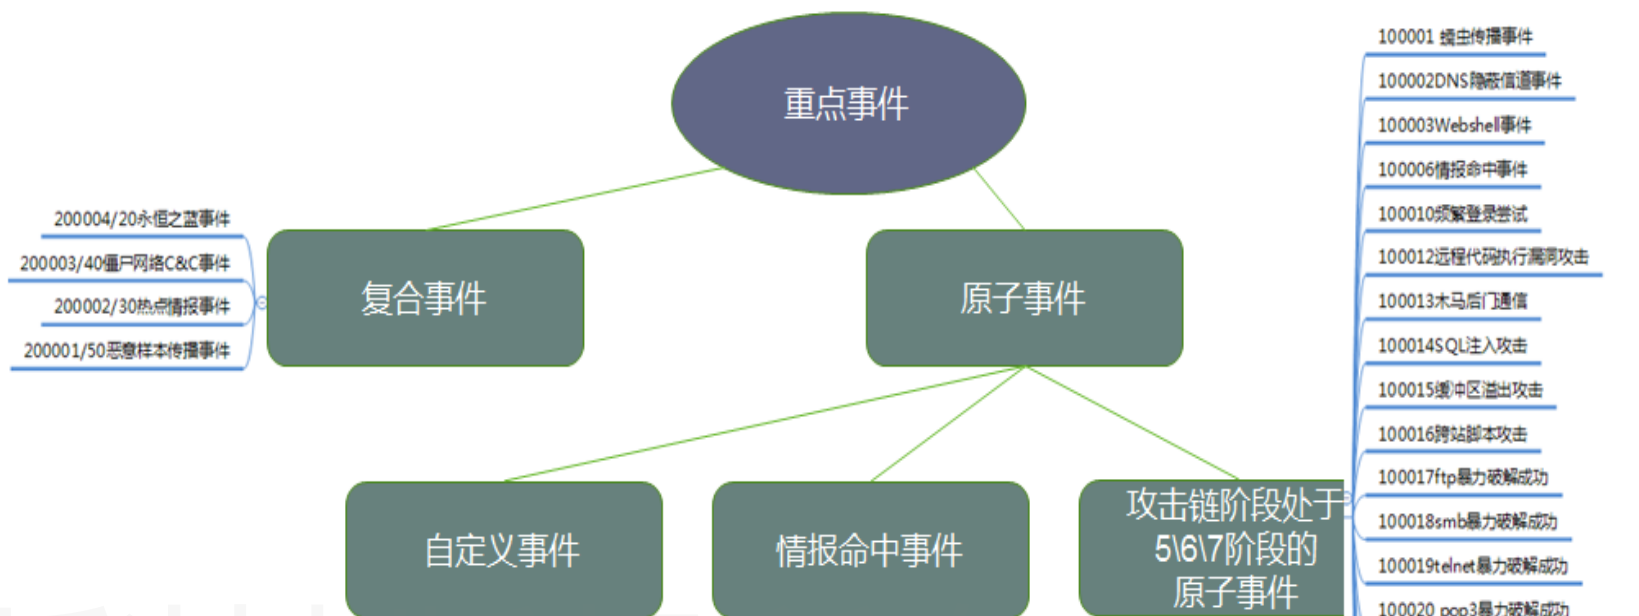 重点事件
复合事件
200004/20永恒之蓝事件
200003/40僵尸网络C&C事件
200002/30热点情报事件
200001/50恶意样本传播事件
原子事件
自定义事件
情报命中事件
攻击链阶段处于
5\6\7阶段的
原子事件
100001 蠕虫传播事件
100002DNS隐蔽信道事件
100003Webshell事件
100006情报命中事件
100010频繁登录尝试
100012远程代码执行漏洞攻击
100013木马后门通信
100014SQL注入攻击
100015缓冲区溢出攻击
100016跨站脚本攻击
100017ftp暴力破解成功
100018smb暴力破解成功
100019telnet暴力破解成功
100020 pop3暴力破解成功